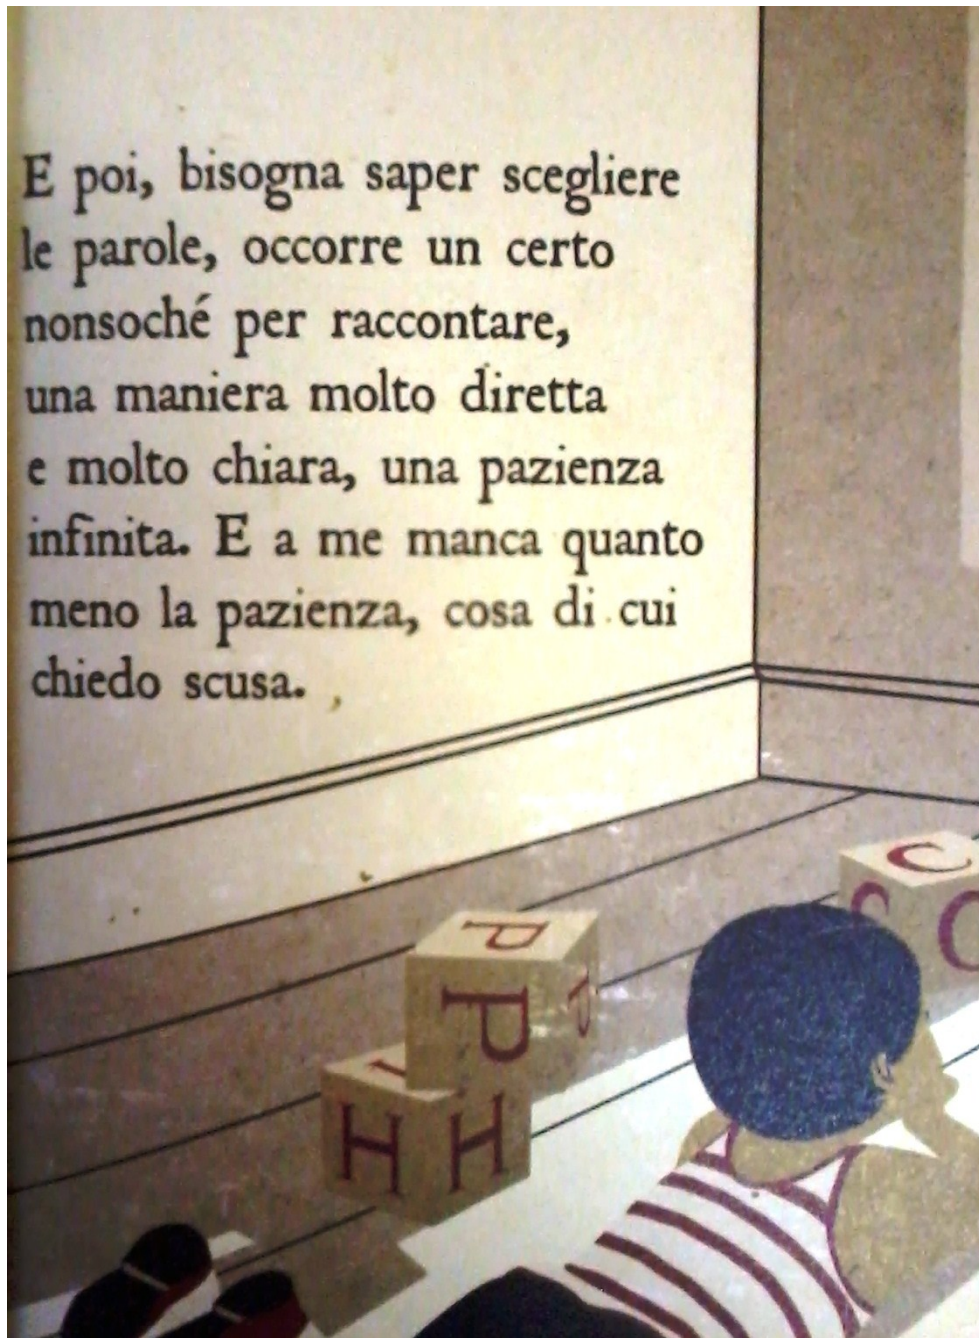 E poi, bisogna saper scegliere
le parole, occorre un certo
nonsoché per raccontare,
una maniera molto diretta
e molto chiara, una pazienza
infinita. E a me manca quanto
meno la pazienza, cosa di cui
chiedo scusa.
C
C C
P
P P
H H